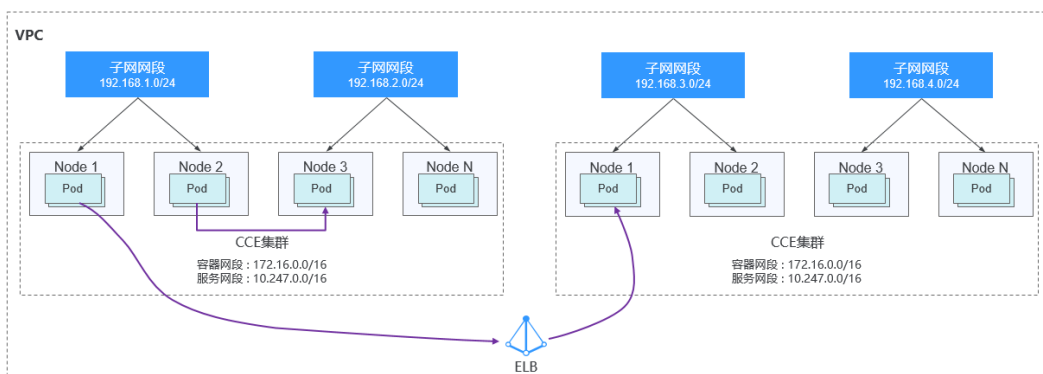 VPC
子网网段
192.168.1.0/24
子网网段
192.168.2.0/24
子网网段
192.168.3.0/24
子网网段
192.168.4.0/24
Node 1
Pod
Node 2
Pod
Node 3
Pod
Node N
Pod
CCE集群
容器网段：172.16.0.0/16
服务网段：10.247.0.0/16
Node 1
Pod
Node 2
Pod
Node 3
Pod
Node N
Pod
CCE集群
容器网段：172.16.0.0/16
服务网段：10.247.0.0/16
ELB